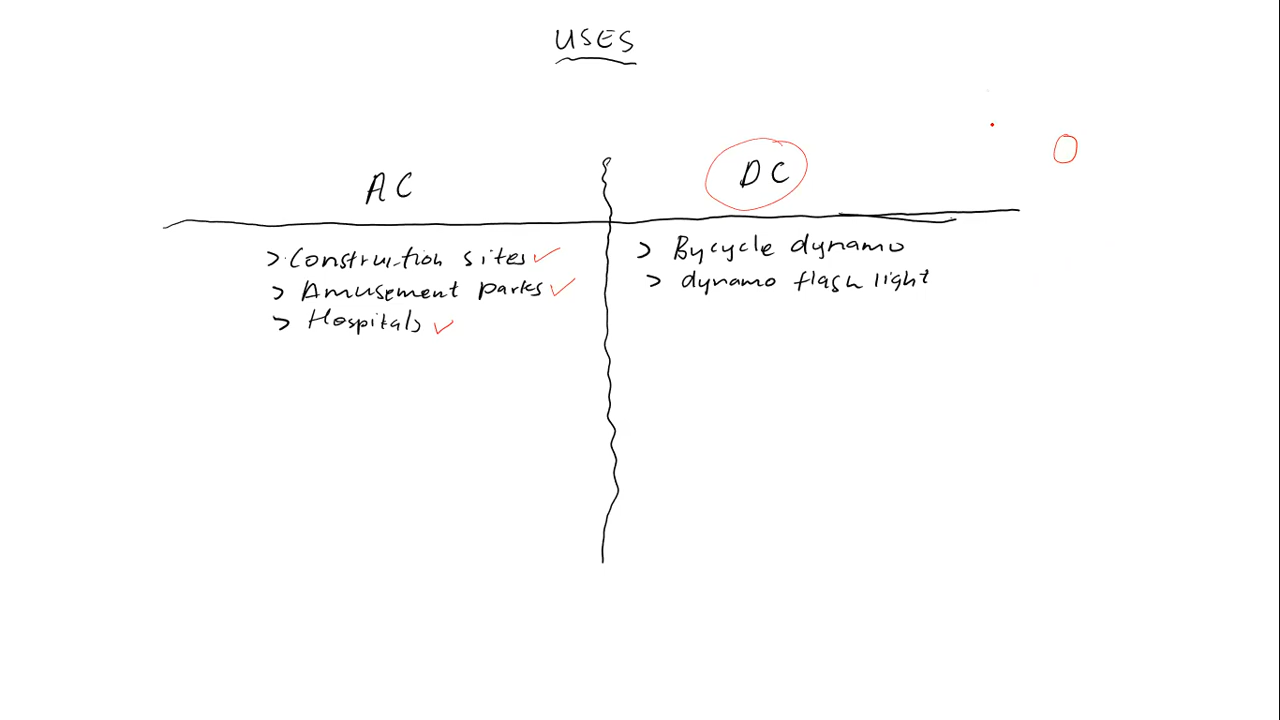 USES
AC
DC
> Construction sites ✓
> Amusement parks ✓
> Hospitals ✓
> Bycycle dynamo
> dynamo flash light